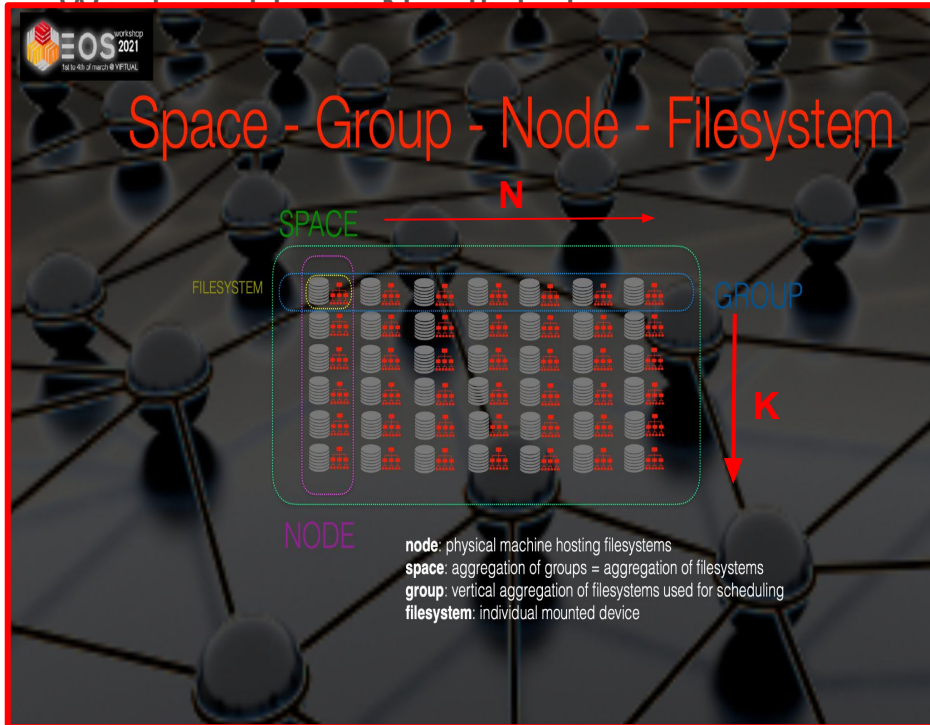 EOS workshop 2021
1st to 4th of march @ VIRTUAL
Space - Group - Node - Filesystem
N
SPACE
FILESYSTEM
GROUP
K
NODE
node: physical machine hosting filesystems
space: aggregation of groups = aggregation of filesystems
group: vertical aggregation of filesystems used for scheduling
filesystem: individual mounted device